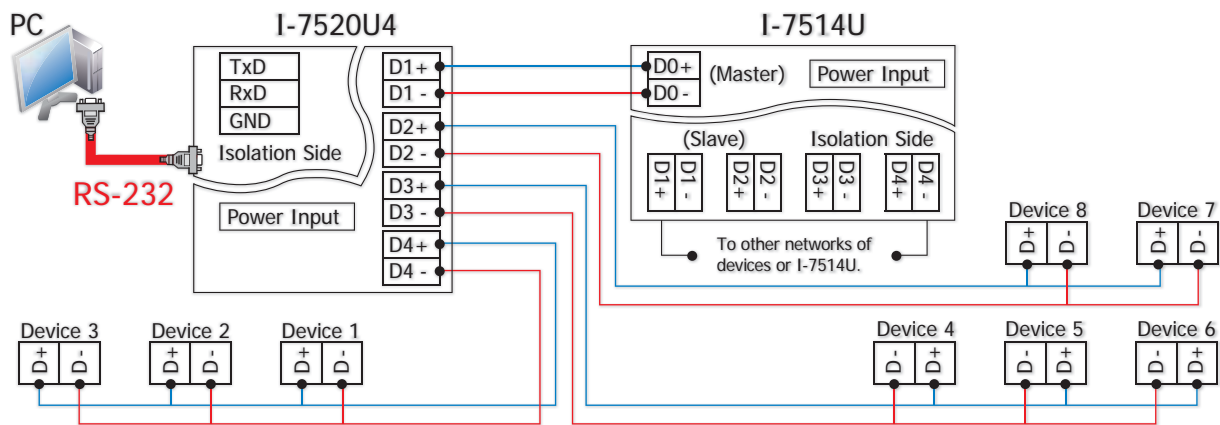 PC
I-7520U4
I-7514U
TxD
RxD
GND
Isolation Side
Power Input
RS-232
D1+
D1 -
D2+
D2 -
D3+
D3 -
D4+
D4 -
D0+
D0 -
(Master)
Power Input
(Slave)
Isolation Side
D1+
D1 -
D2+
D2 -
D3+
D3 -
D4+
D4 -
To other networks of
devices or I-7514U.
Device 8
D+
D -
Device 7
D+
D -
Device 3
D+
D -
Device 2
D+
D -
Device 1
D+
D -
Device 4
D -
D+
Device 5
D -
D+
Device 6
D -
D+